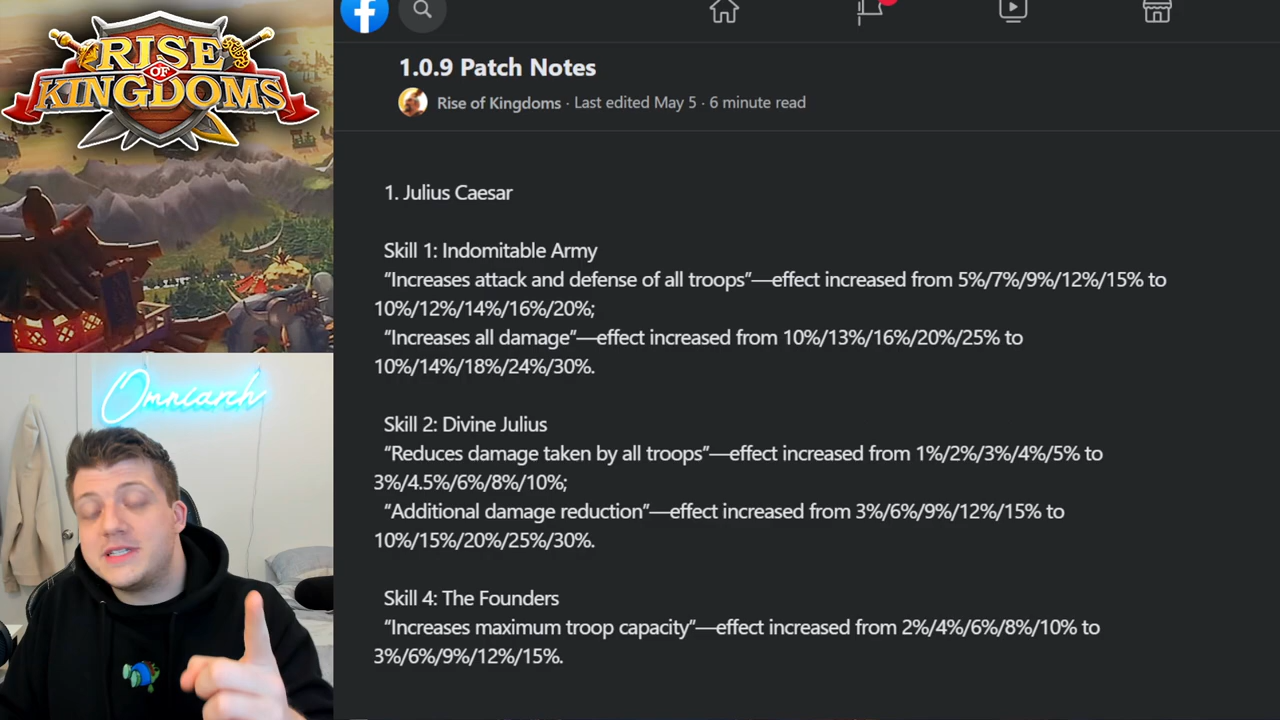 RISE
OF
KINGDOMS
Omniarch
1.0.9 Patch Notes
Rise of Kingdoms · Last edited May 5 · 6 minute read
1. Julius Caesar
Skill 1: Indomitable Army
“Increases attack and defense of all troops”—effect increased from 5%/7%/9%/12%/15% to
10%/12%/14%/16%/20%;
“Increases all damage”—effect increased from 10%/13%/16%/20%/25% to
10%/14%/18%/24%/30%.
Skill 2: Divine Julius
“Reduces damage taken by all troops”—effect increased from 1%/2%/3%/4%/5% to
3%/4.5%/6%/8%/10%;
“Additional damage reduction”—effect increased from 3%/6%/9%/12%/15% to
10%/15%/20%/25%/30%.
Skill 4: The Founders
“Increases maximum troop capacity”—effect increased from 2%/4%/6%/8%/10% to
3%/6%/9%/12%/15%.